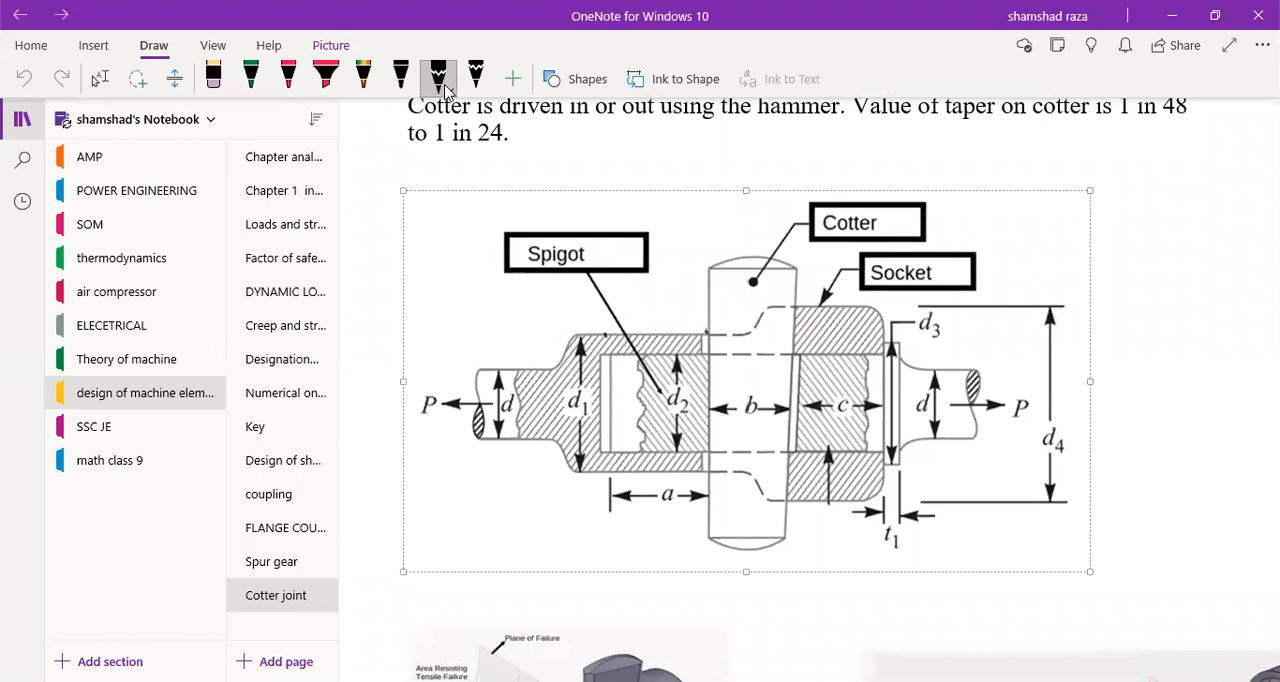 OneNote for Windows 10
shamshad raza
Home Insert Draw View Help Picture
Share
Shapes
Ink to Shape
Ink to Text
shamshad's Notebook
AMP
POWER ENGINEERING
SOM
thermodynamics
air compressor
ELECETRICAL
Theory of machine
design of machine elem...
SSC JE
math class 9
Add section
Chapter anal...
Chapter 1 in...
Loads and str...
Factor of safe...
DYNAMIC LO...
Creep and str...
Designation...
Numerical on...
Key
Design of sh...
coupling
FLANGE COU...
Spur gear
Cotter joint
Add page
Cotter is driven in or out using the hammer. Value of taper on cotter is 1 in 48
to 1 in 24.
Cotter
Spigot
Socket
d3
P
d
d1
d2
b
c
d
P
d4
a
t1
Plane of Failure
Area Resisting
Tensile Failure